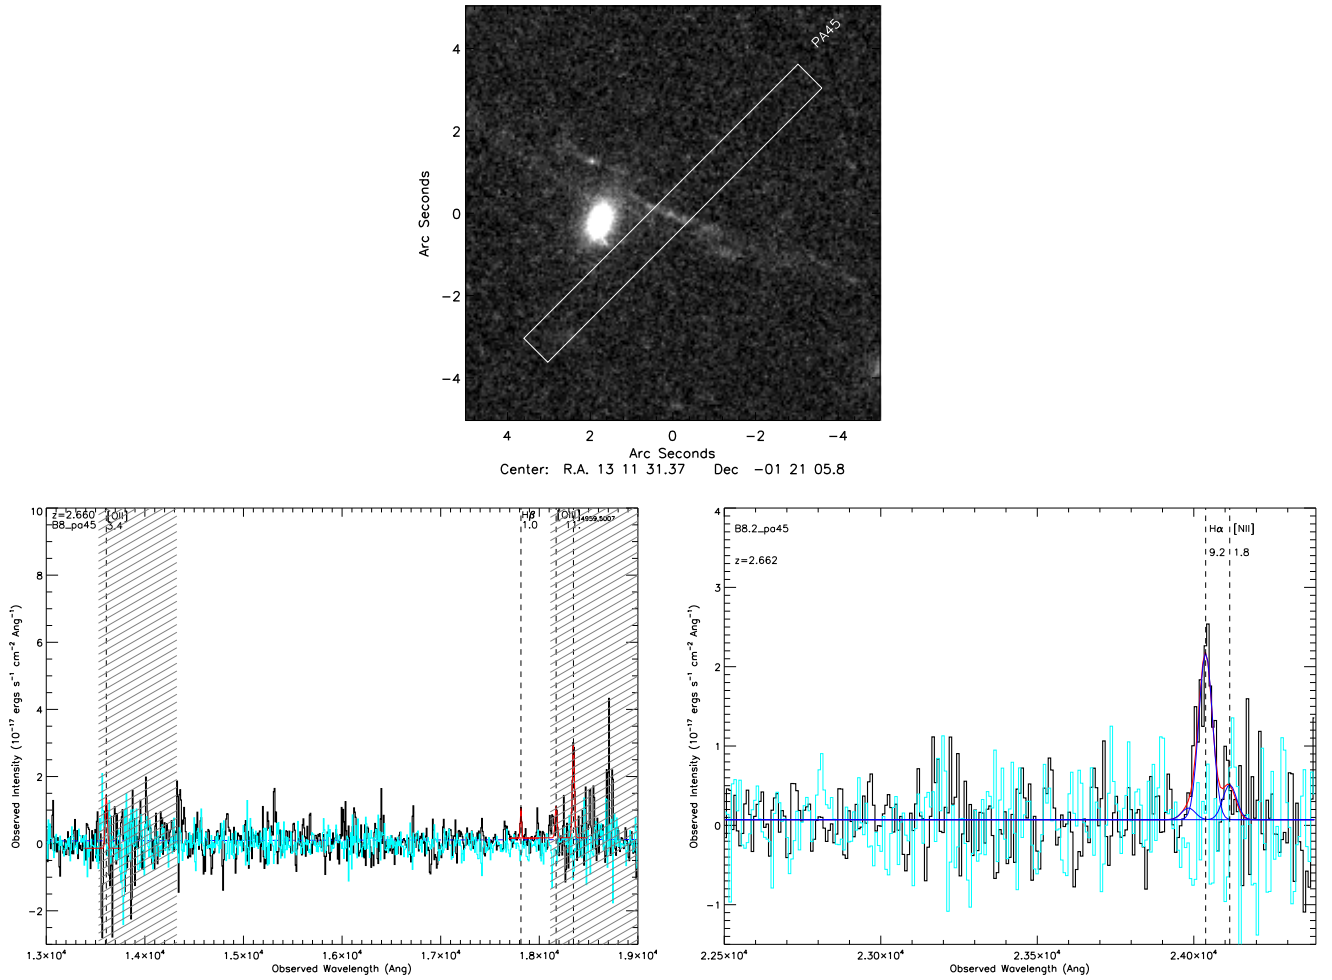 PA45
4
2
0
−2
−4
Arc Seconds
4 2 0 −2 −4
Arc Seconds
Center: R.A. 13 11 31.37 Dec −01 21 05.8
10
8
6
4
2
0
−2
z=2.660 [OII] Hβ [OIII]4959,5007
B8_pa45 3.4 1.0
Observed Intensity (10⁻¹⁷ ergs s⁻¹ cm⁻² Ang⁻¹)
1.3×10⁴ 1.4×10⁴ 1.5×10⁴ 1.6×10⁴ 1.7×10⁴ 1.8×10⁴ 1.9×10⁴
Observed Wavelength (Ang)
4
3
2
1
0
−1
B8.2_pa45 Hα [NII]
9.2 1.8
z=2.662
Observed Intensity (10⁻¹⁷ ergs s⁻¹ cm⁻² Ang⁻¹)
2.25×10⁴ 2.30×10⁴ 2.35×10⁴ 2.40×10⁴
Observed Wavelength (Ang)